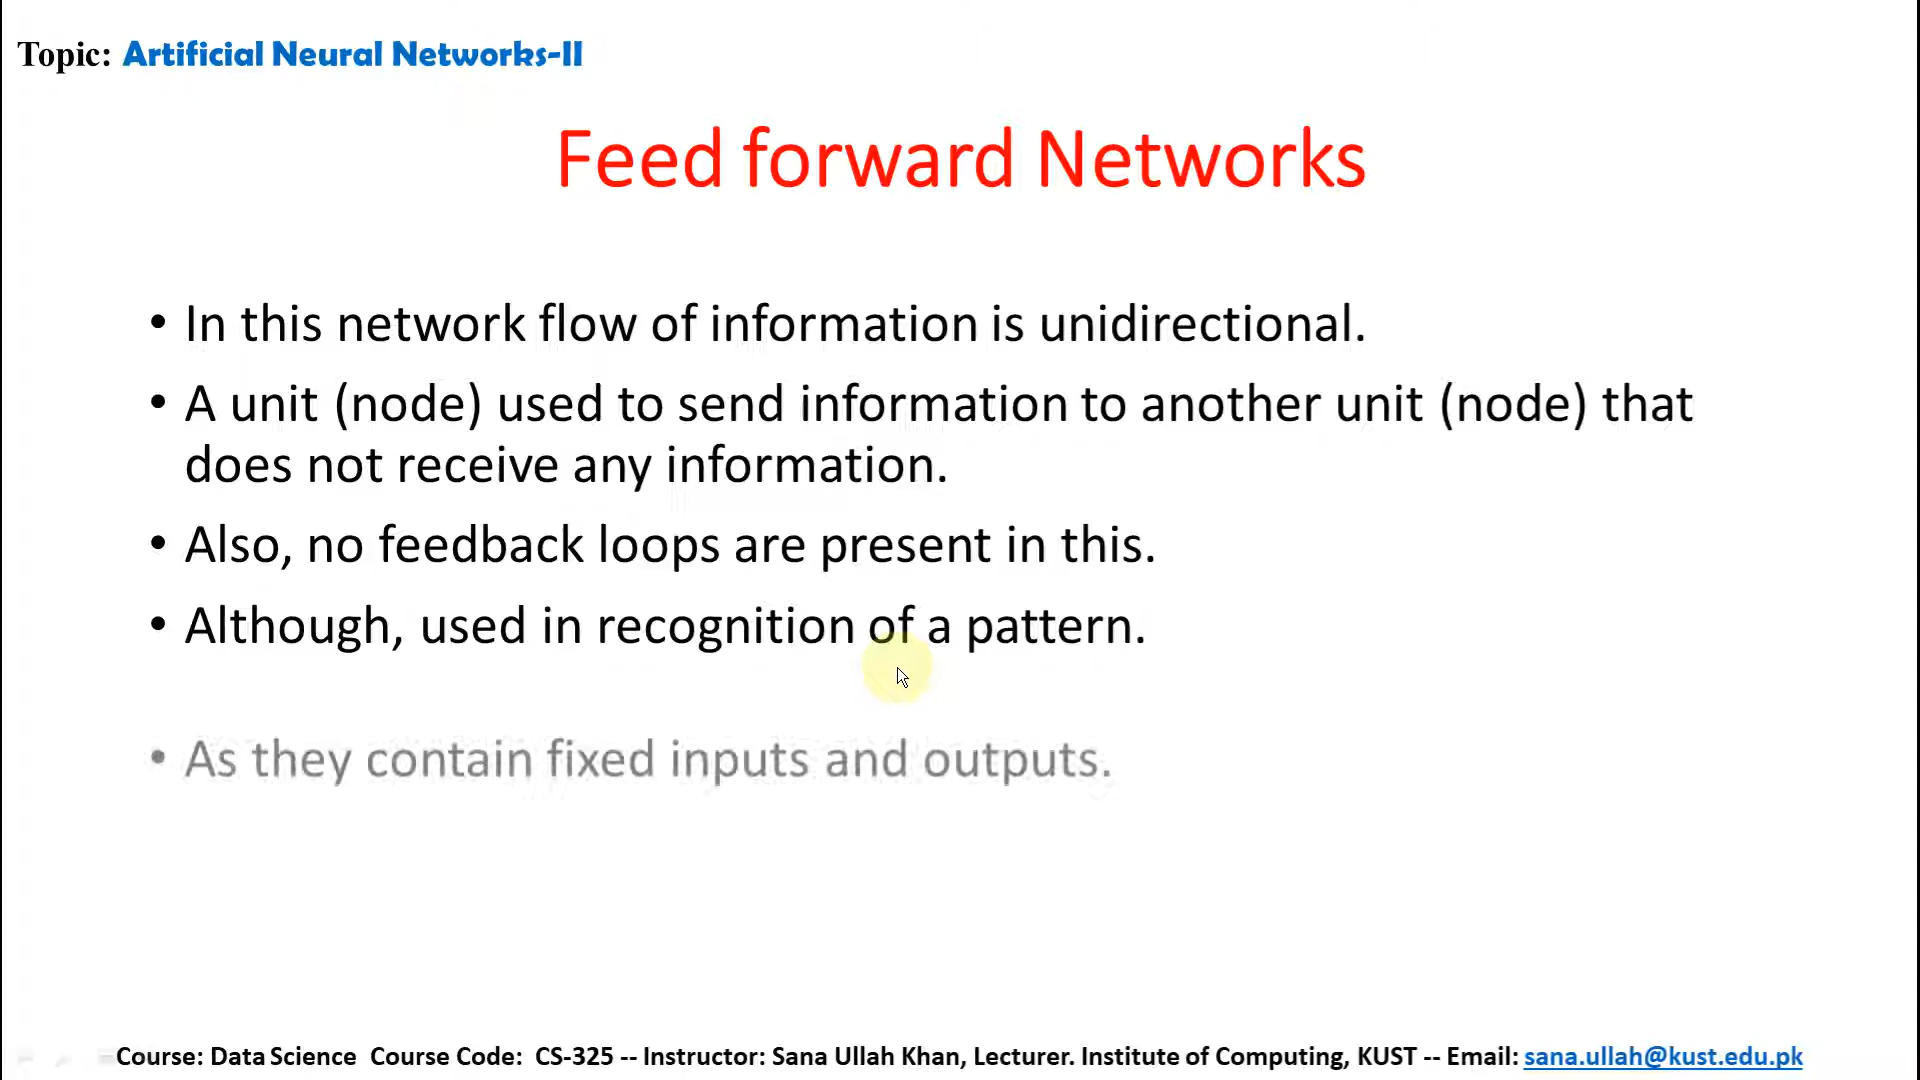 Topic: Artificial Neural Networks-II
Feed forward Networks
• In this network flow of information is unidirectional.
• A unit (node) used to send information to another unit (node) that
does not receive any information.
• Also, no feedback loops are present in this.
• Although, used in recognition of a pattern.
• As they contain fixed inputs and outputs.
Course: Data Science Course Code: CS-325 -- Instructor: Sana Ullah Khan, Lecturer. Institute of Computing, KUST -- Email: sana.ullah@kust.edu.pk